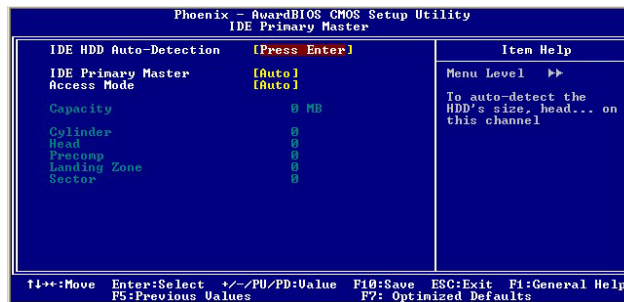 Phoenix - AwardBIOS CMOS Setup Utility
IDE Primary Master
IDE HDD Auto-Detection [Press Enter]
IDE Primary Master [Auto]
Access Mode [Auto]
Capacity 0 MB
Cylinder 0
Head 0
Precomp 0
Landing Zone 0
Sector 0
Item Help
Menu Level ▸▸
To auto-detect the
HDD's size, head... on
this channel
↑↓→←:Move Enter:Select +/-/PU/PD:Value F10:Save ESC:Exit F1:General Help
F5:Previous Values F7: Optimized Defaults